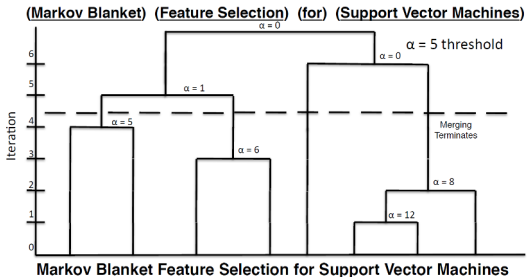 (Markov Blanket) (Feature Selection) (for) (Support Vector Machines)
α = 0
α = 5 threshold
α = 0
6
α = 1
5
Merging
Terminates
α = 5
4
Iteration
α = 6
3
α = 8
2
α = 12
1
0
Markov Blanket Feature Selection for Support Vector Machines